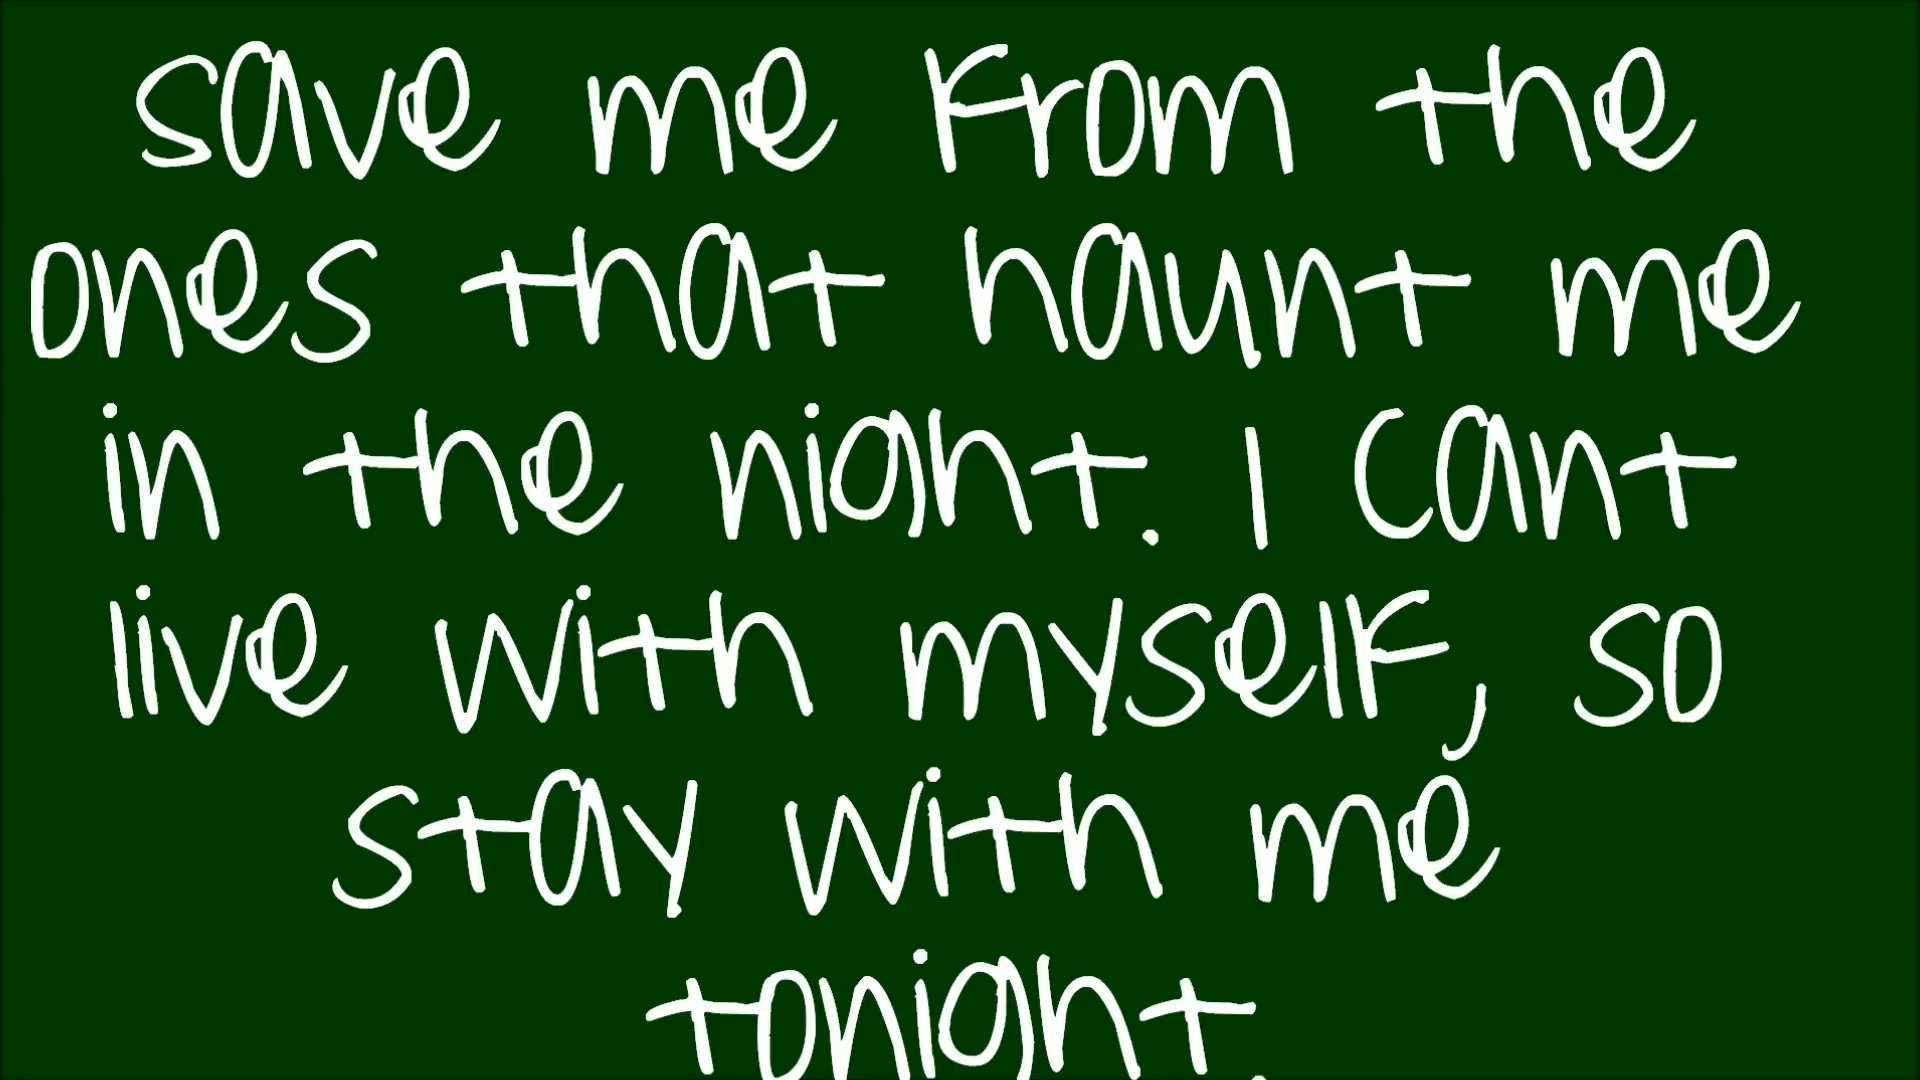 save me from the
ones that haunt me
in the night. I cant
live with myself, so
stay with me
tonight.